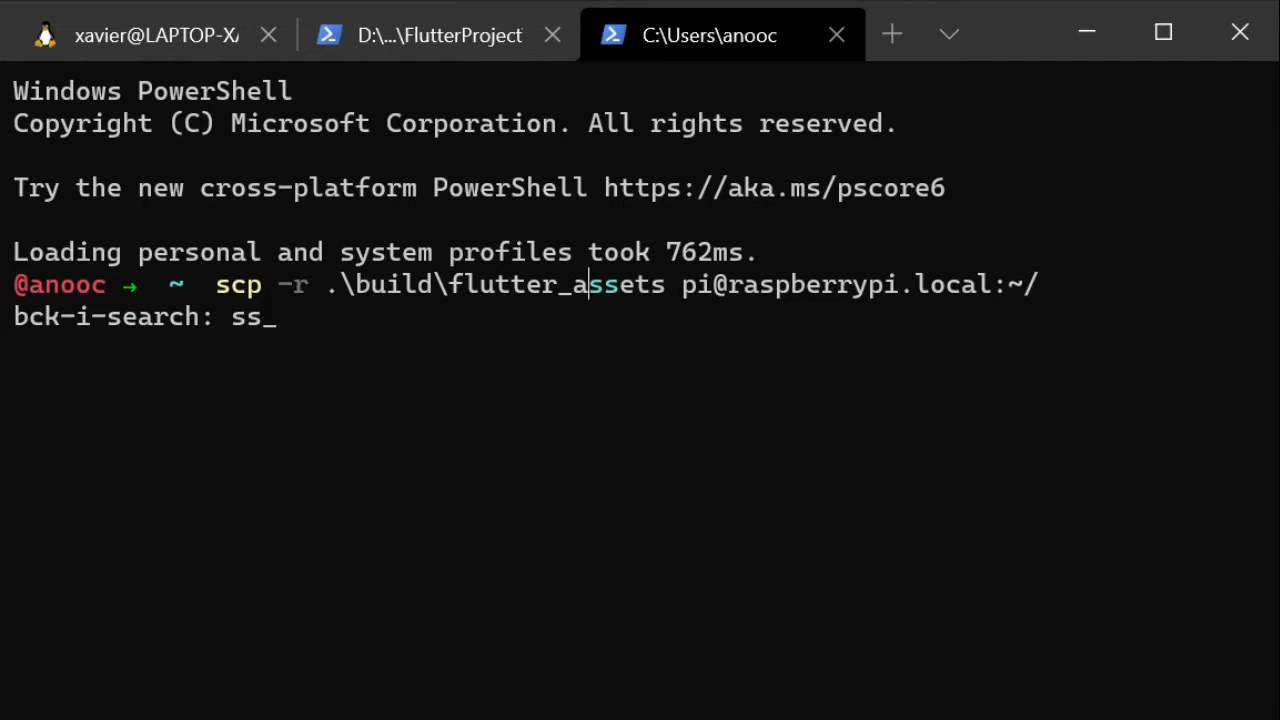 xavier@LAPTOP-XA
D:\...\FlutterProject
C:\Users\anooc
Windows PowerShell
Copyright (C) Microsoft Corporation. All rights reserved.
Try the new cross-platform PowerShell https://aka.ms/pscore6
Loading personal and system profiles took 762ms.
@anooc → ~ scp -r .\build\flutter_assets pi@raspberrypi.local:~/
bck-i-search: ss_